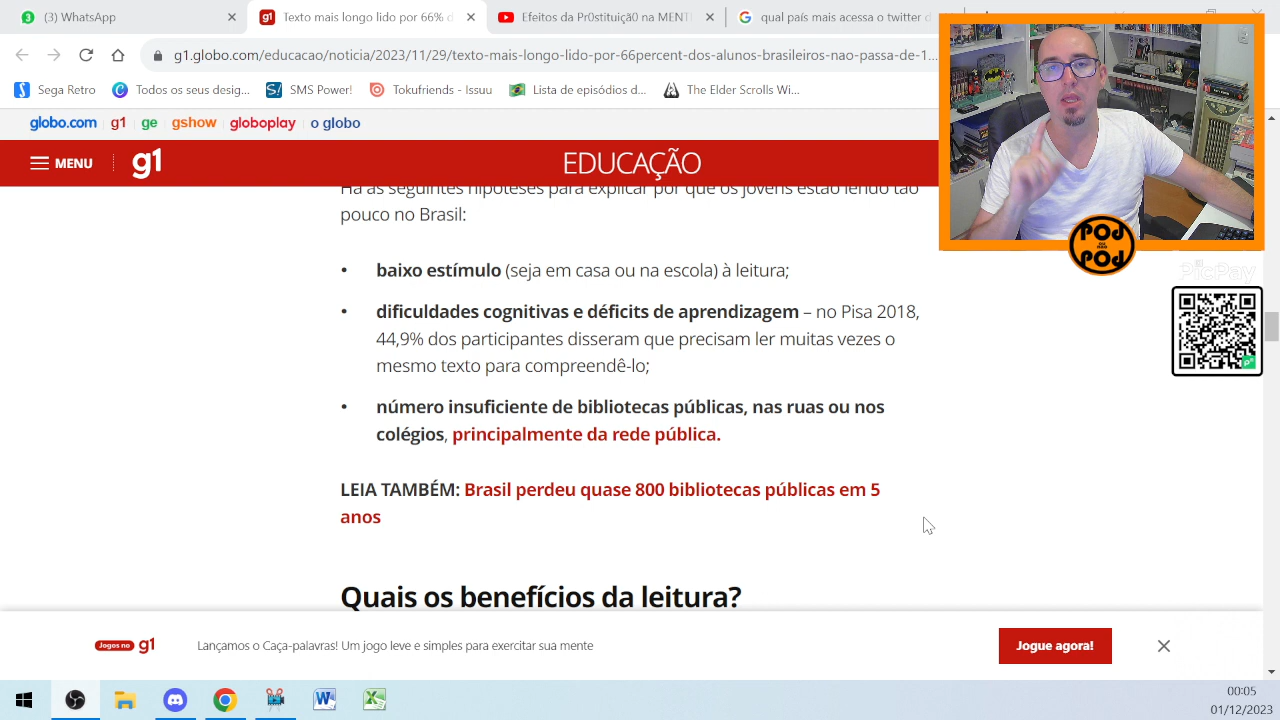 (3) WhatsApp
Texto mais longo lido por 66% d
Efeitos da Pr0stituiçã0 na MENT
qual país mais acessa o twitter d
g1.globo.com/educacao/noticia/2023/11/29/texto-mais-longo-lido-por-66percent-dos-alunos-brasileiros-nao-passa-de-1...
Sega Retro
Todos os seus desig...
SMS Power!
Tokufriends - Issuu
Lista de episódios d...
The Elder Scrolls Wi...
globo.com g1 ge gshow globoplay o globo
MENU g1 EDUCAÇÃO
Há as seguintes hipóteses para explicar por que os jovens estão lendo tão
pouco no Brasil:
• baixo estímulo (seja em casa ou na escola) à leitura;
• dificuldades cognitivas e déficits de aprendizagem – no Pisa 2018,
44,9% dos participantes disseram que precisam ler muitas vezes o
mesmo texto para compreendê-lo;
• número insuficiente de bibliotecas públicas, nas ruas ou nos
colégios, principalmente da rede pública.
LEIA TAMBÉM: Brasil perdeu quase 800 bibliotecas públicas em 5
anos
Quais os benefícios da leitura?
POD
OU NÃO
POD
PicPay
Jogos no g1
Lançamos o Caça-palavras! Um jogo leve e simples para exercitar sua mente
Jogue agora!
00:05
01/12/2023